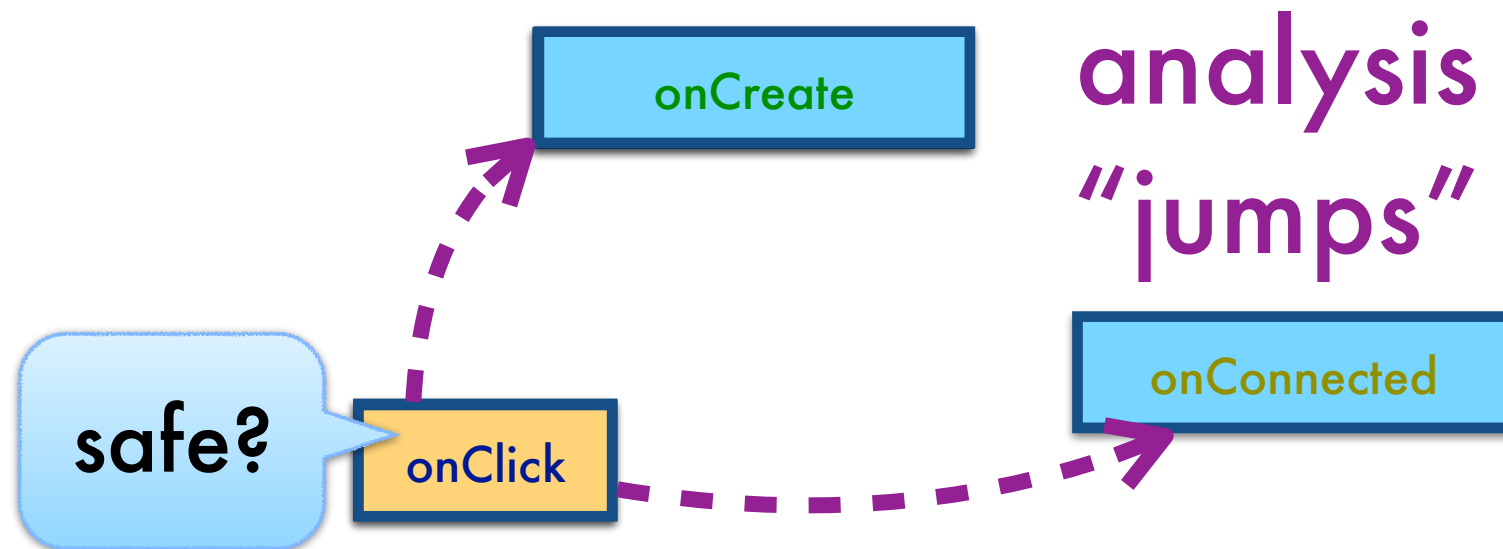 onCreate
analysis
“jumps”
onConnected
safe?
onClick